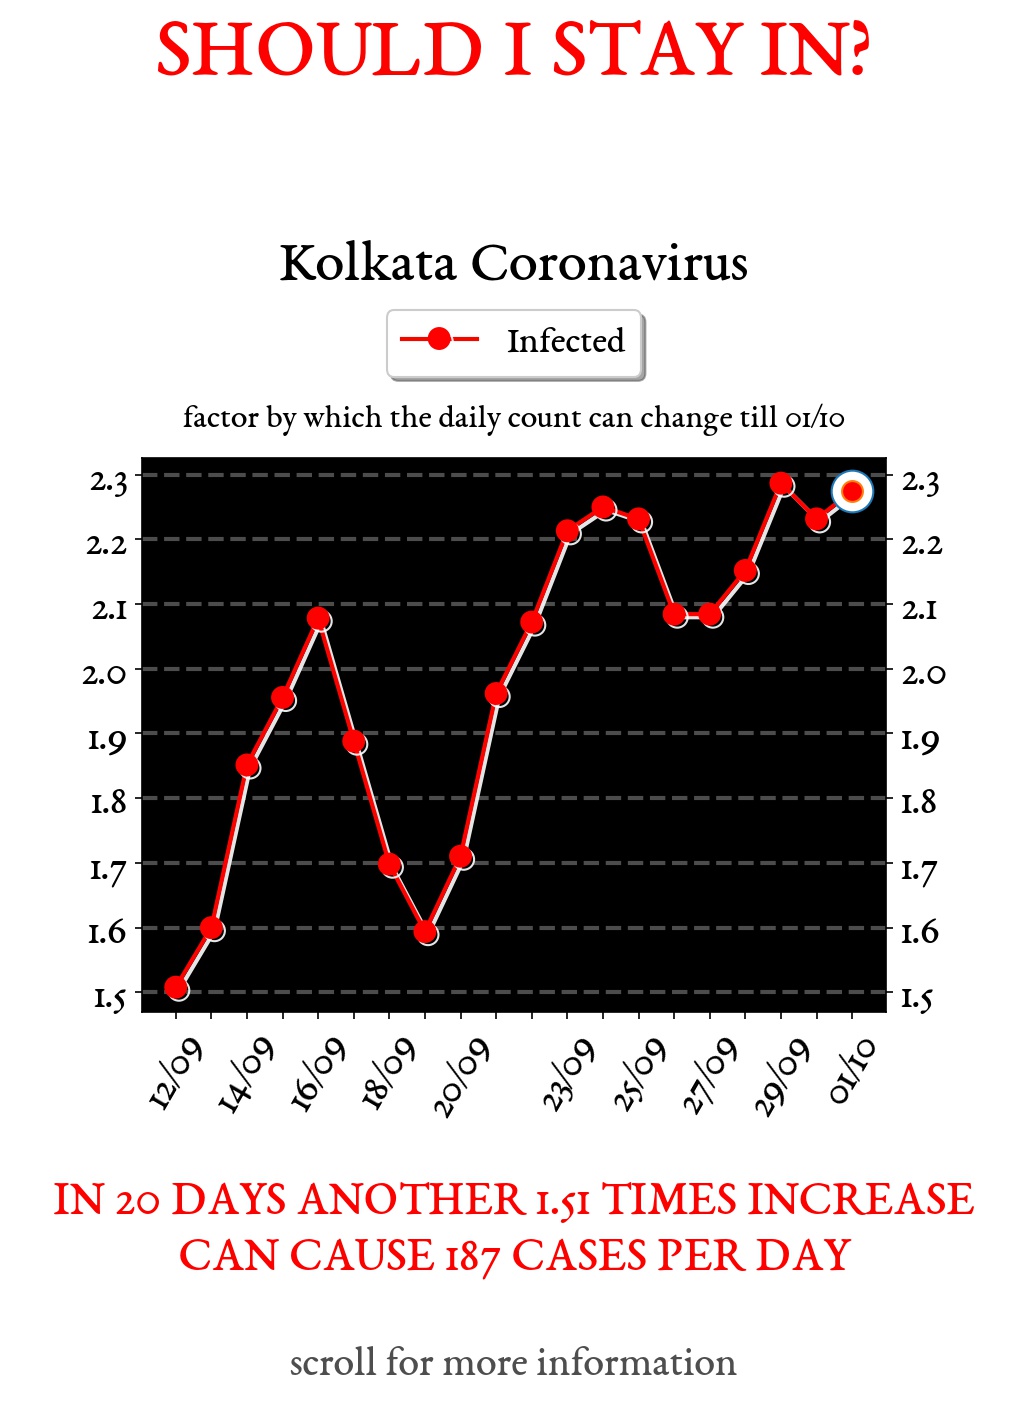 SHOULD I STAY IN?
Kolkata Coronavirus
Infected
factor by which the daily count can change till 01/10
2.3 2.3
2.2 2.2
2.1 2.1
2.0 2.0
1.9 1.9
1.8 1.8
1.7 1.7
1.6 1.6
1.5 1.5
12/09 14/09 16/09 18/09 20/09 23/09 25/09 27/09 29/09 01/10
IN 20 DAYS ANOTHER 1.51 TIMES INCREASE
CAN CAUSE 187 CASES PER DAY
scroll for more information